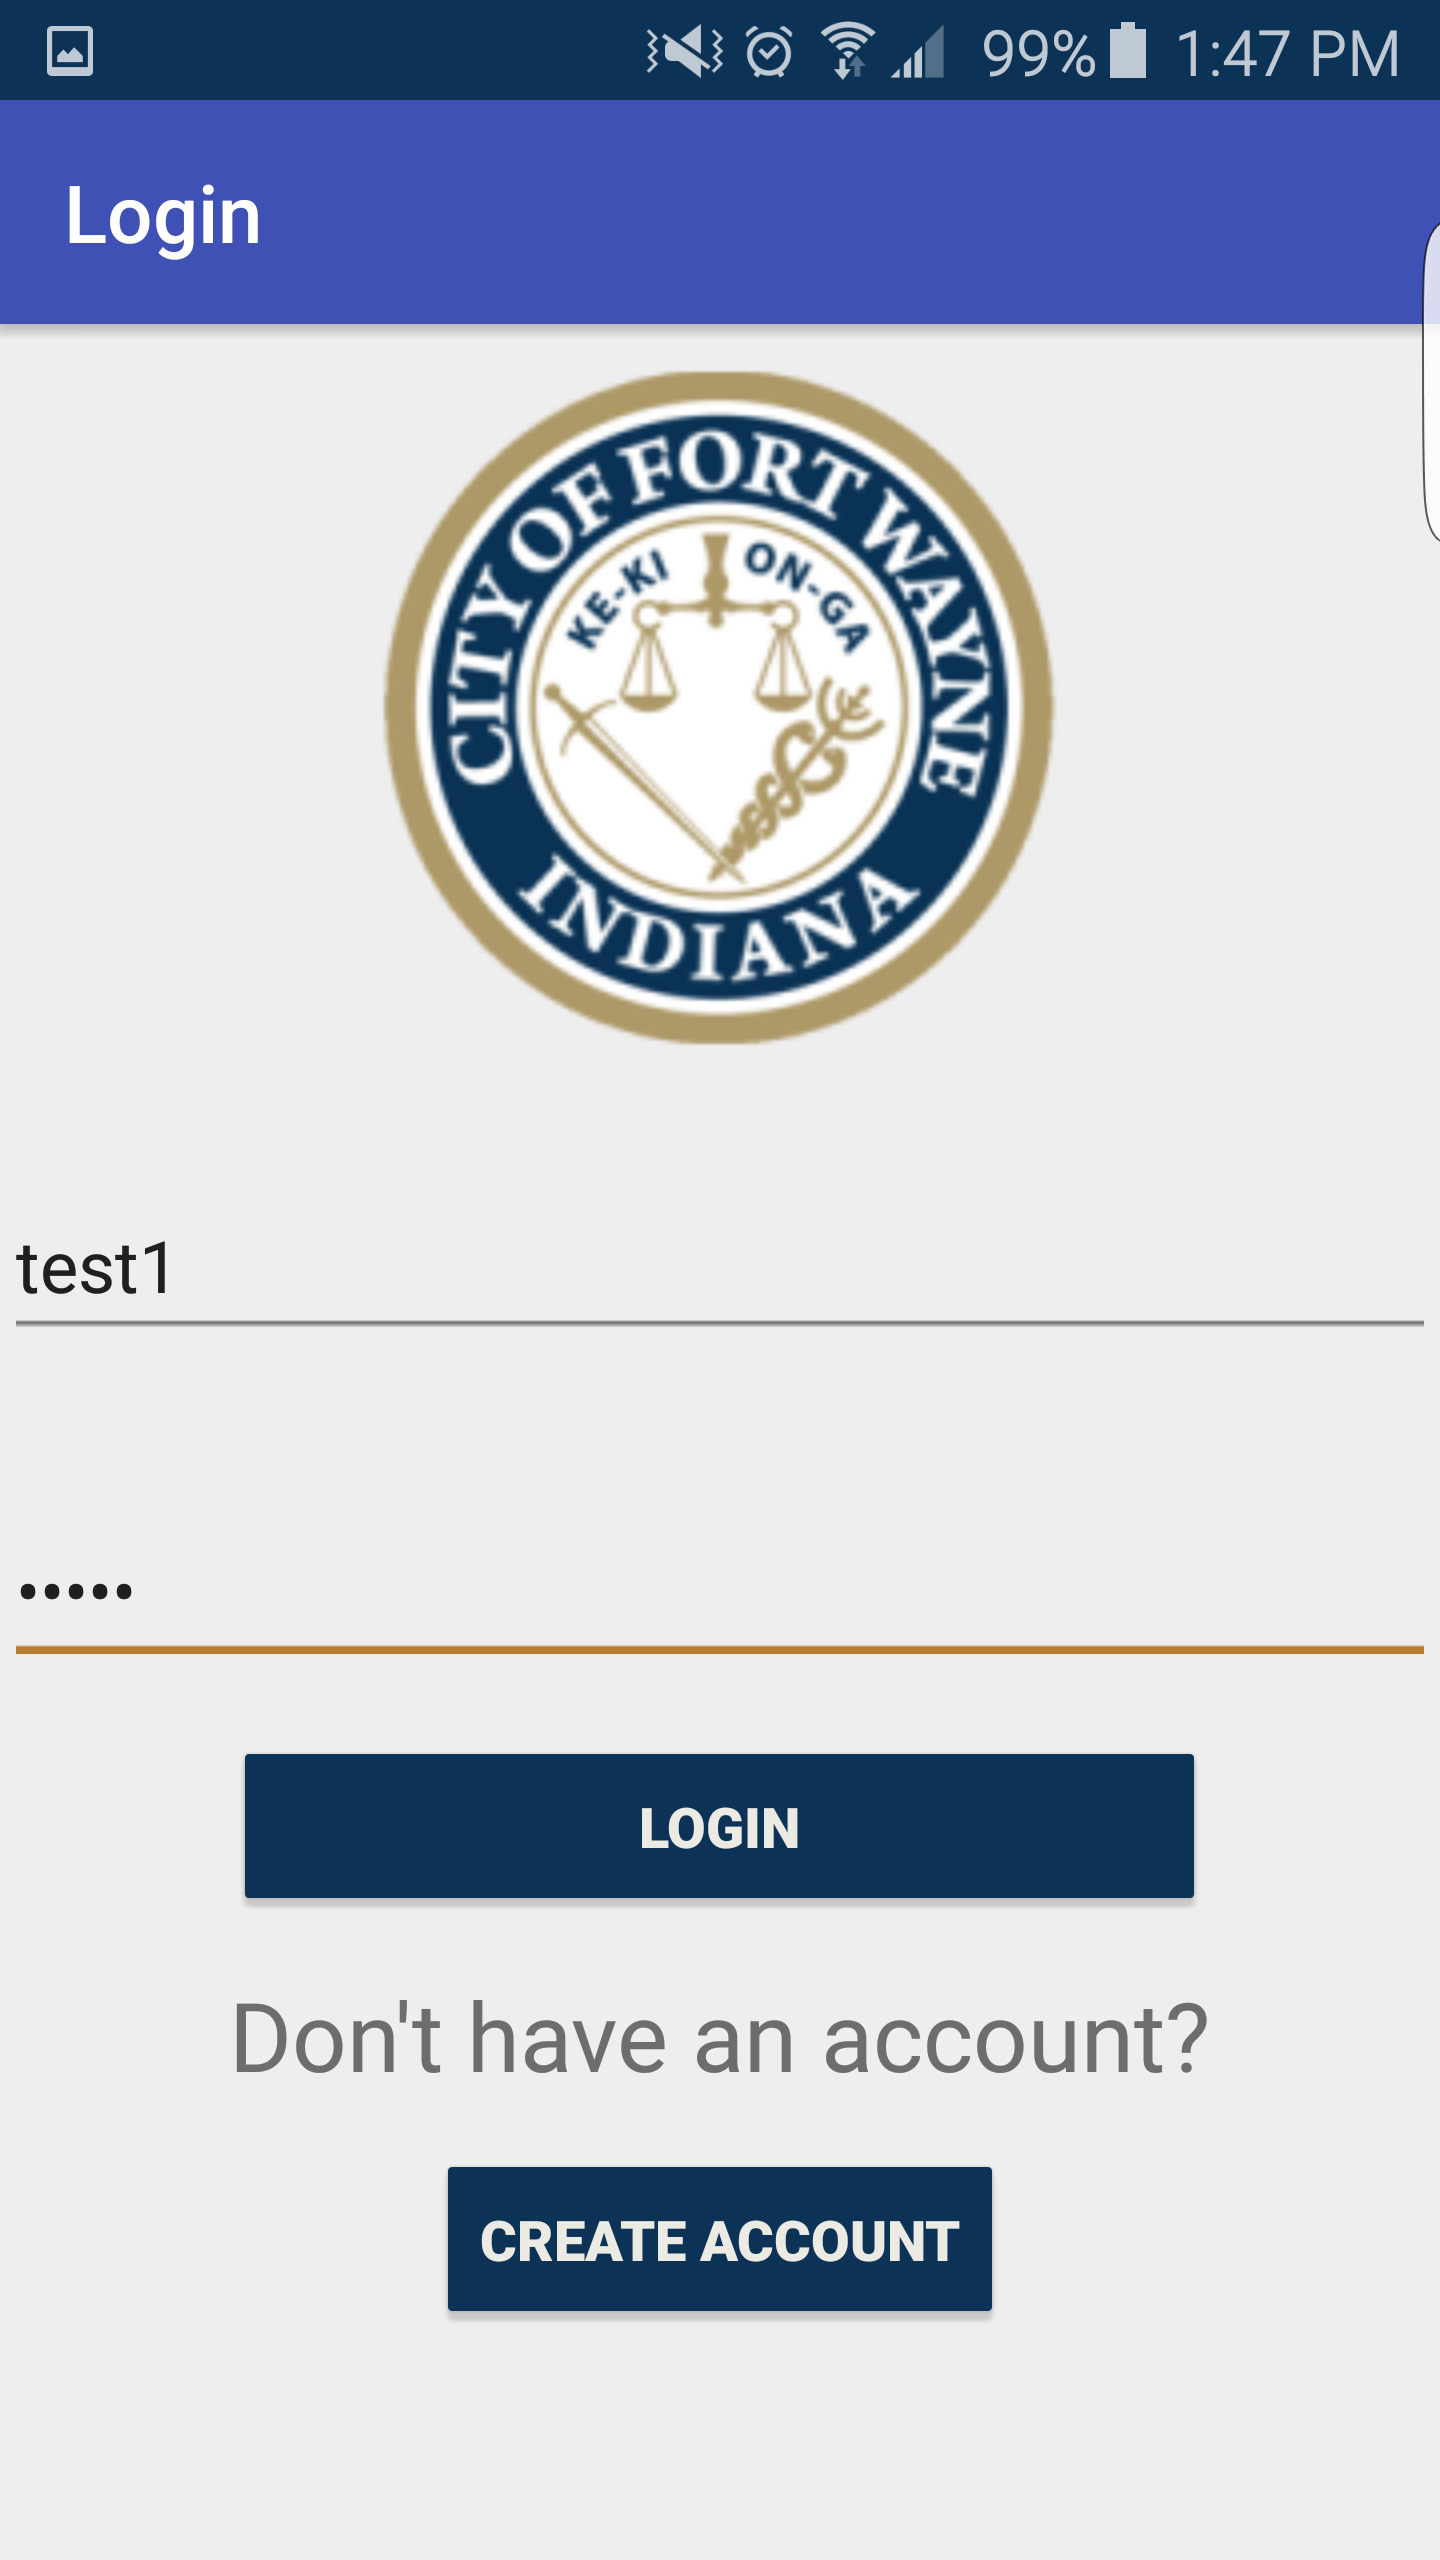 99% 1:47 PM
Login
CITY OF FORT WAYNE
KE-KI ON-GA
INDIANA
test1
•••••
LOGIN
Don't have an account?
CREATE ACCOUNT